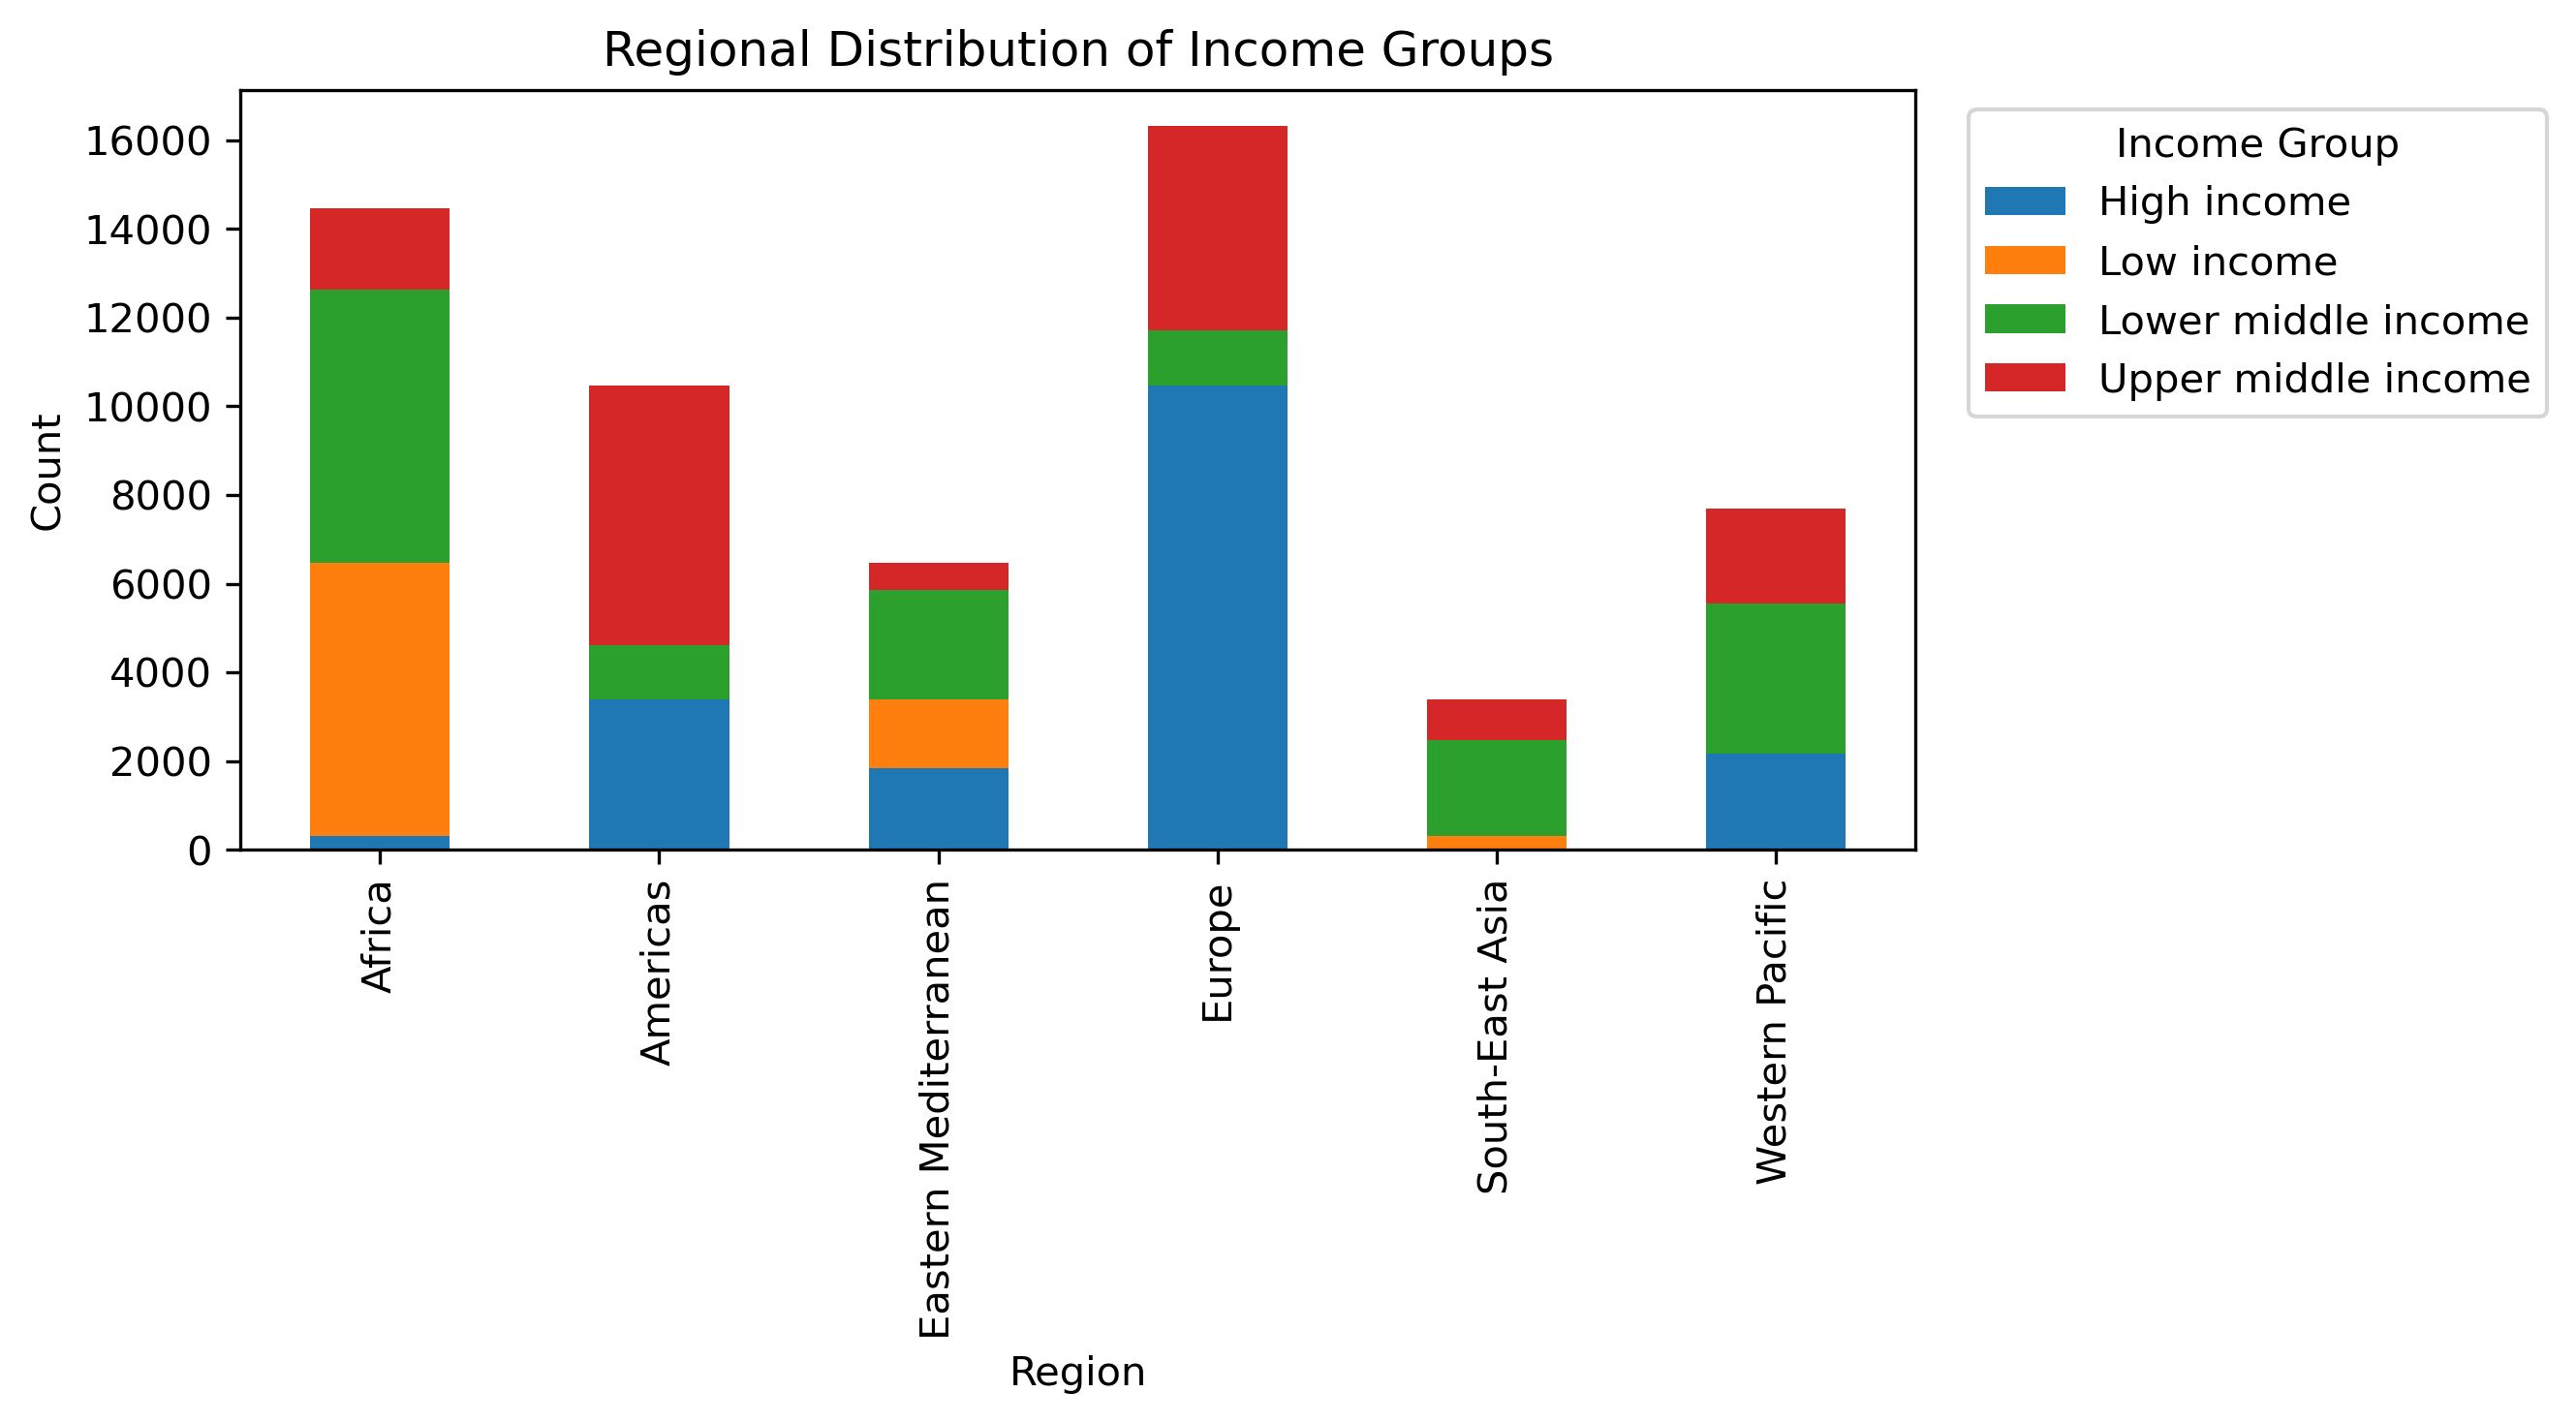 Regional Distribution of Income Groups
Count
16000
14000
12000
10000
8000
6000
4000
2000
0
Africa
Americas
Eastern Mediterranean
Europe
South-East Asia
Western Pacific
Region
Income Group
High income
Low income
Lower middle income
Upper middle income